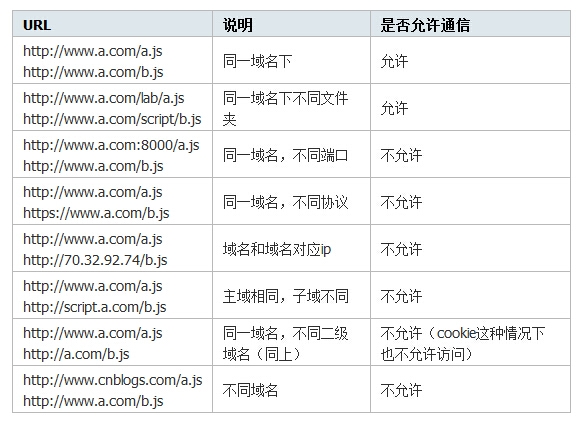 URL 说明 是否允许通信
http://www.a.com/a.js
http://www.a.com/b.js
同一域名下
允许
http://www.a.com/lab/a.js
http://www.a.com/script/b.js
同一域名下不同文件
夹
允许
http://www.a.com:8000/a.js
http://www.a.com/b.js
同一域名，不同端口
不允许
http://www.a.com/a.js
https://www.a.com/b.js
同一域名，不同协议
不允许
http://www.a.com/a.js
http://70.32.92.74/b.js
域名和域名对应ip
不允许
http://www.a.com/a.js
http://script.a.com/b.js
主域相同，子域不同
不允许
http://www.a.com/a.js
http://a.com/b.js
同一域名，不同二级
域名（同上）
不允许（cookie这种情况下
也不允许访问）
http://www.cnblogs.com/a.js
http://www.a.com/b.js
不同域名
不允许